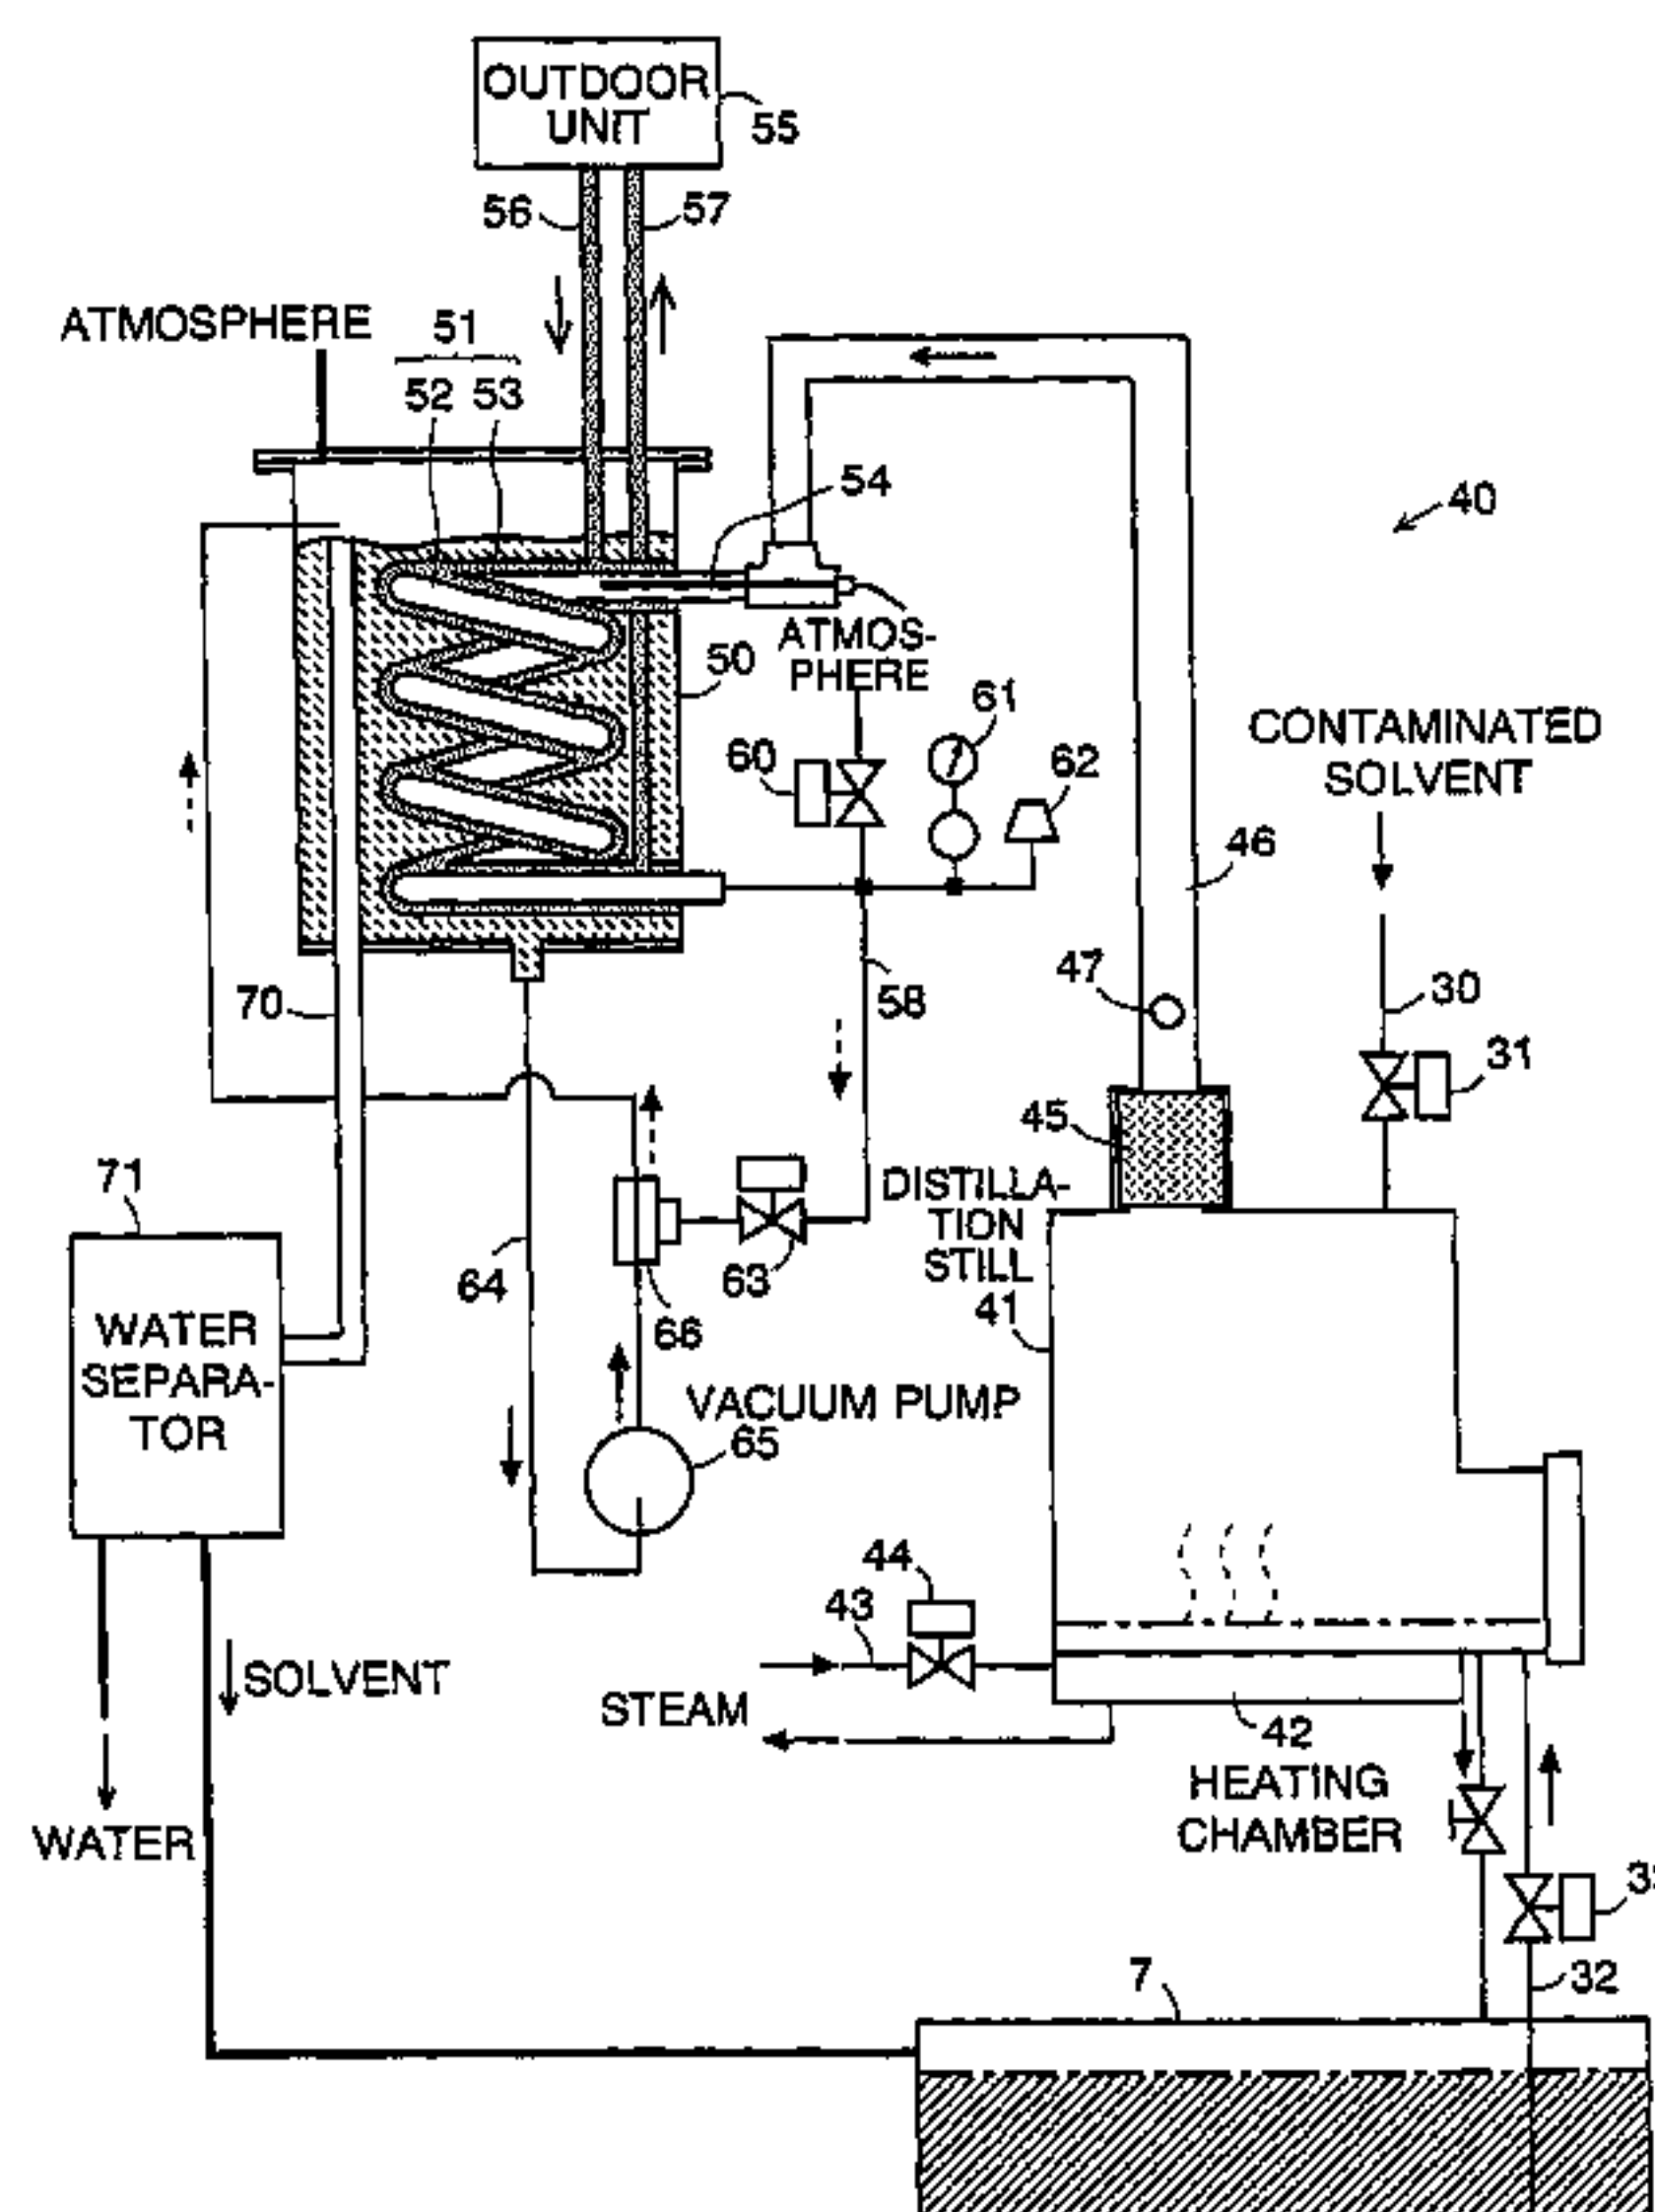 OUTDOOR
UNIT
55
56
57
ATMOSPHERE
51
52 53
54
40
ATMOS-
PHERE
50
61
60
62
CONTAMINATED
SOLVENT
46
47
30
58
70
31
45
71
DISTILLA-
TION
STILL
41
64
63
66
WATER
SEPARA-
TOR
VACUUM PUMP
65
44
43
SOLVENT
STEAM
42
HEATING
CHAMBER
WATER
7
32